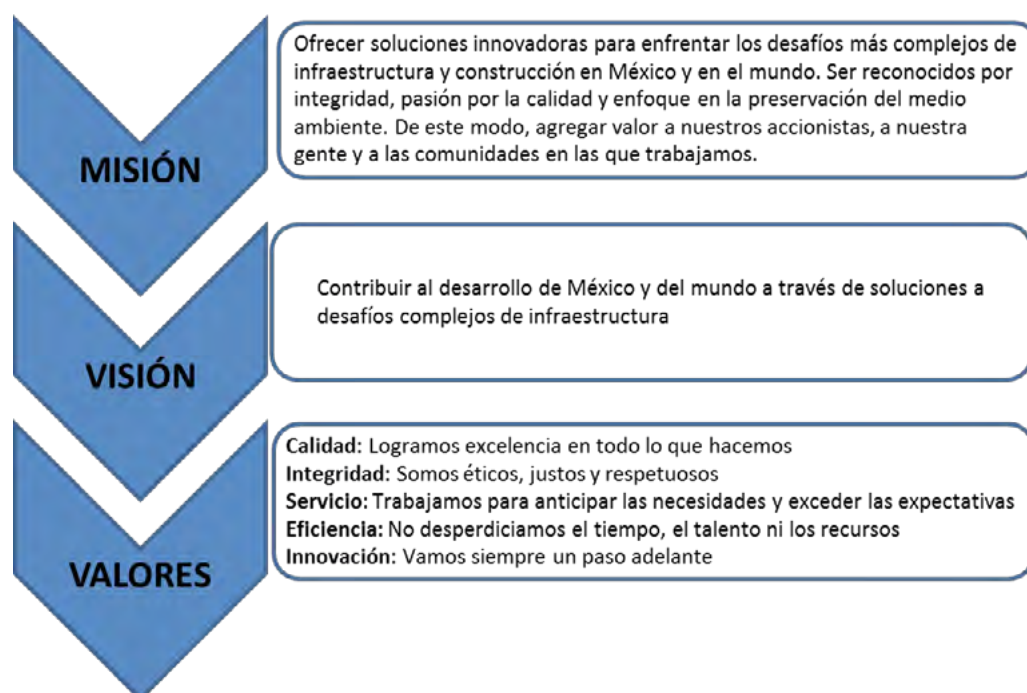 MISIÓN
Ofrecer soluciones innovadoras para enfrentar los desafíos más complejos de
infraestructura y construcción en México y en el mundo. Ser reconocidos por
integridad, pasión por la calidad y enfoque en la preservación del medio
ambiente. De este modo, agregar valor a nuestros accionistas, a nuestra
gente y a las comunidades en las que trabajamos.
VISIÓN
Contribuir al desarrollo de México y del mundo a través de soluciones a
desafíos complejos de infraestructura
VALORES
Calidad: Logramos excelencia en todo lo que hacemos
Integridad: Somos éticos, justos y respetuosos
Servicio: Trabajamos para anticipar las necesidades y exceder las expectativas
Eficiencia: No desperdiciamos el tiempo, el talento ni los recursos
Innovación: Vamos siempre un paso adelante